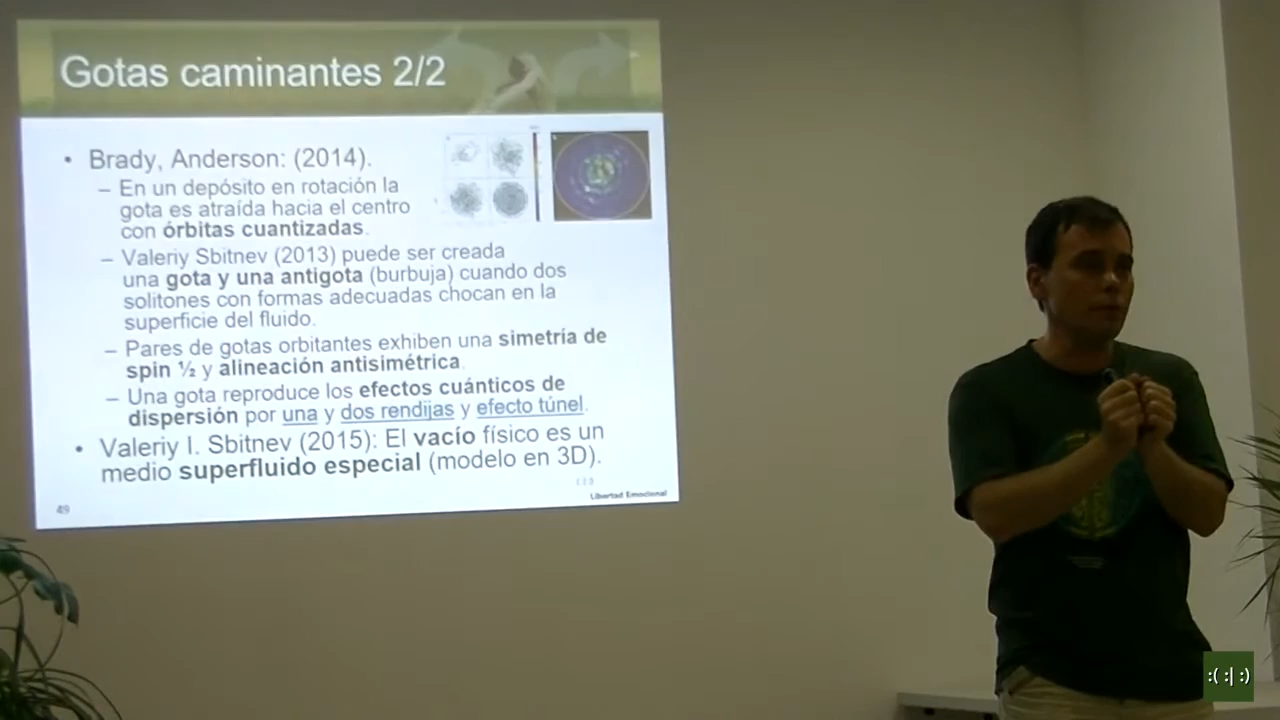 Gotas caminantes 2/2
• Brady, Anderson: (2014).
– En un depósito en rotación la
gota es atraída hacia el centro
con órbitas cuantizadas.
– Valeriy Sbitnev (2013) puede ser creada
una gota y una antigota (burbuja) cuando dos
solitones con formas adecuadas chocan en la
superficie del fluido.
– Pares de gotas orbitantes exhiben una simetría de
spin ½ y alineación antisimétrica.
– Una gota reproduce los efectos cuánticos de
dispersión por una y dos rendijas y efecto túnel.
• Valeriy I. Sbitnev (2015): El vacío físico es un
medio superfluido especial (modelo en 3D).
49
Libertad Emocional
:( :| :)